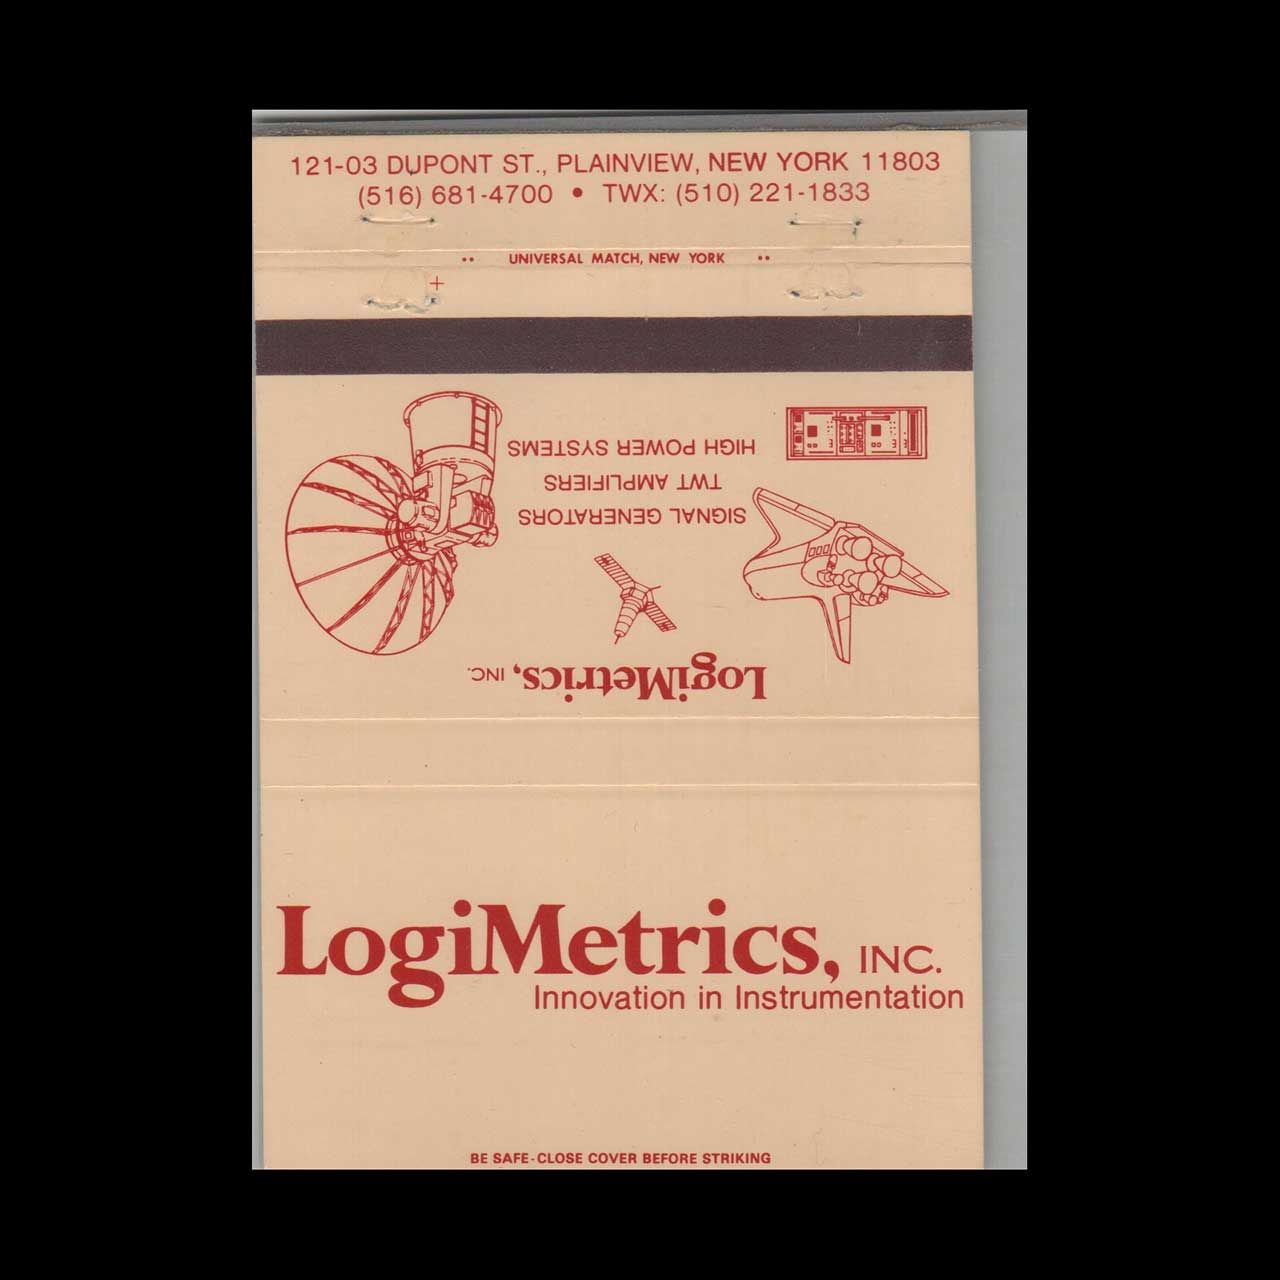 121-03 DUPONT ST., PLAINVIEW, NEW YORK 11803
(516) 681-4700 • TWX: (510) 221-1833
•• UNIVERSAL MATCH, NEW YORK ••
LogiMetrics, INC.
SIGNAL GENERATORS
TWT AMPLIFIERS
HIGH POWER SYSTEMS
LogiMetrics, INC.
Innovation in Instrumentation
BE SAFE-CLOSE COVER BEFORE STRIKING